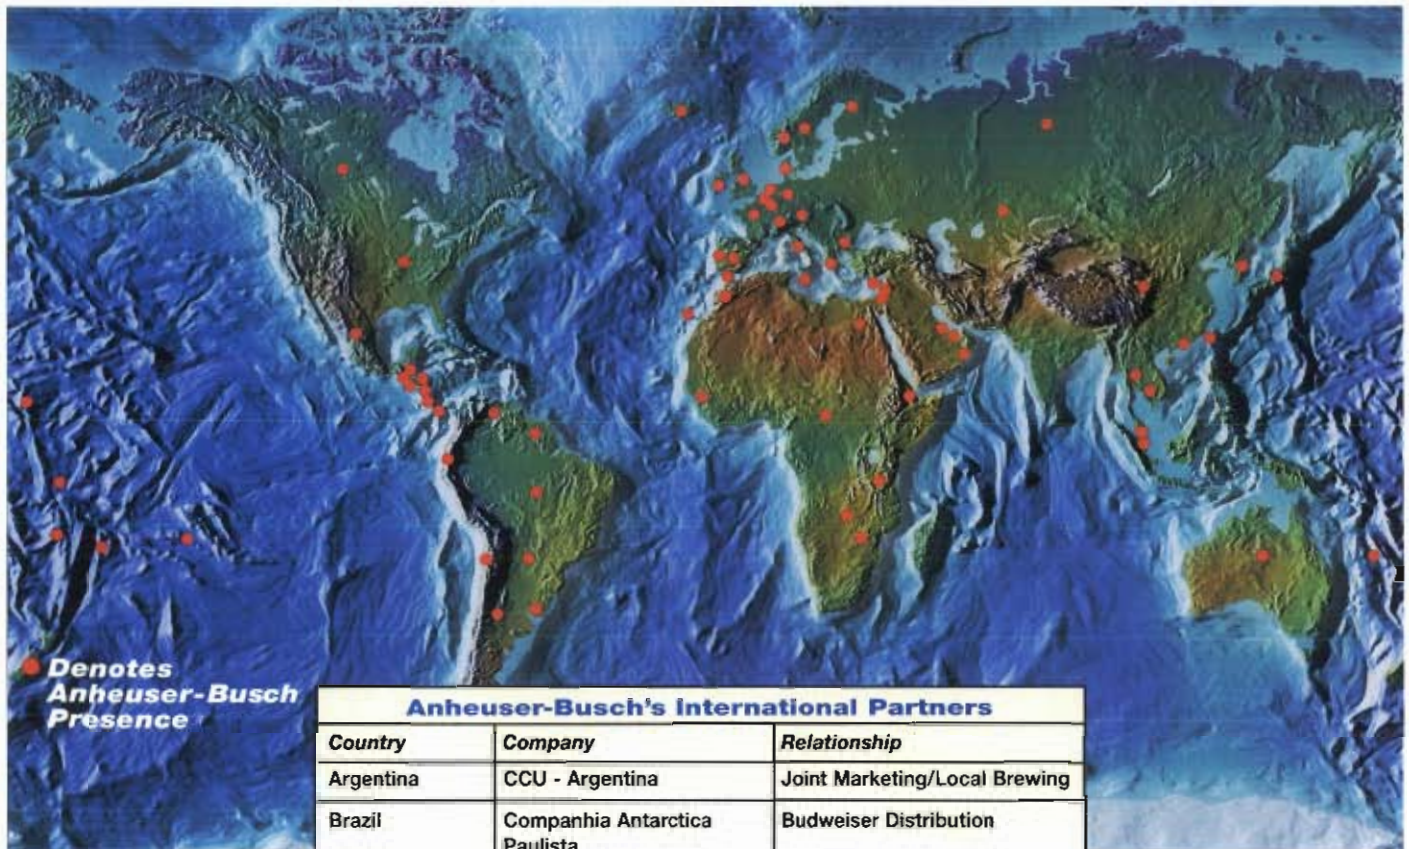 Denotes
Anheuser-Busch
Presence
Anheuser-Busch's International Partners
Country Company Relationship
Argentina CCU - Argentina Joint Marketing/Local Brewing
Brazil Companhia Antarctica Budweiser Distribution
Paulista